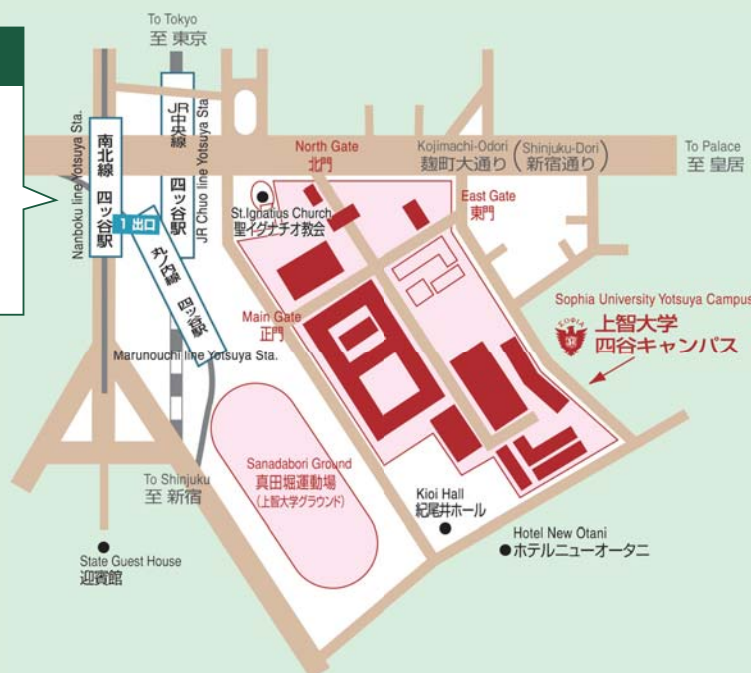 To Tokyo
至 東京
Nanboku line Yotsuya Sta.
南北線 四ッ谷駅
JR中央線 四ッ谷駅
JR Chuo line Yotsuya Sta.
1 出口
丸ノ内線 四ッ谷駅
Marunouchi line Yotsuya Sta.
North Gate
北門
Kojimachi-Odori (Shinjuku-Dori)
麹町大通り(新宿通り)
To Palace
至 皇居
St.Ignatius Church
聖イグナチオ教会
East Gate
東門
Main Gate
正門
Sophia University Yotsuya Campus
SOPHIA
上智大学
四谷キャンパス
Sanadabori Ground
真田堀運動場
(上智大学グラウンド)
To Shinjuku
至 新宿
Kioi Hall
紀尾井ホール
Hotel New Otani
ホテルニューオータニ
State Guest House
迎賓館